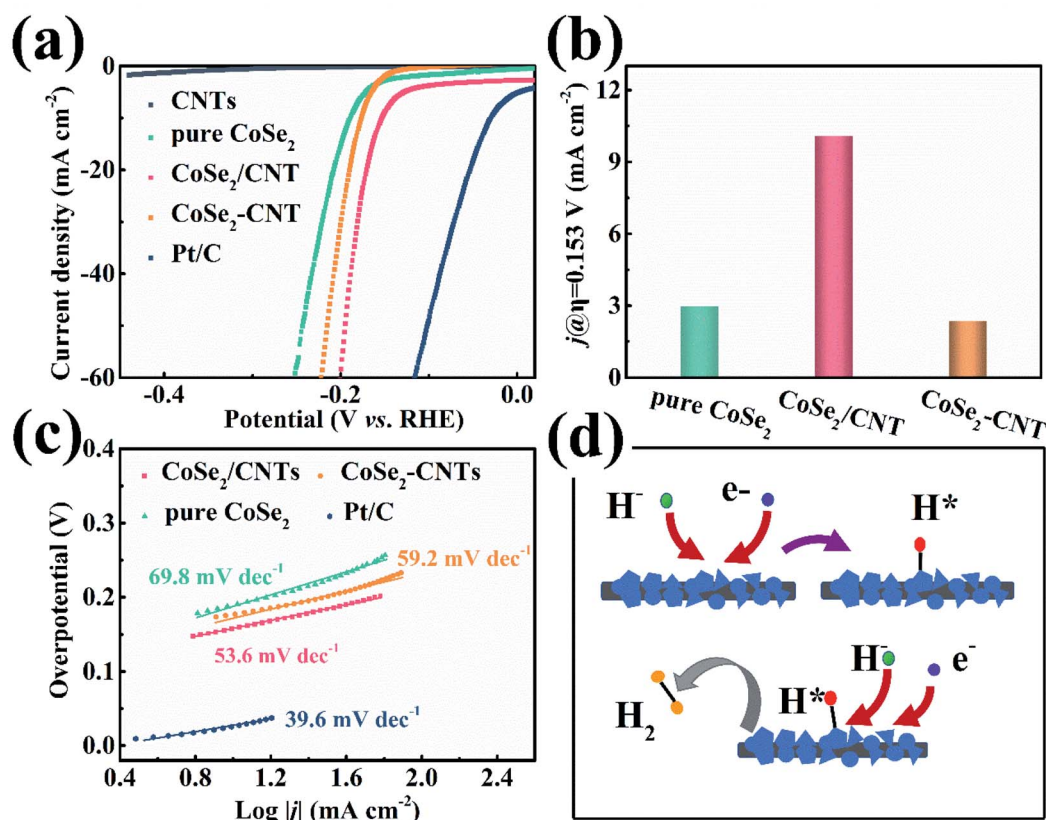 (a)
0
-20
-40
-60
Current density (mA cm⁻²)
CNTs
pure CoSe₂
CoSe₂/CNT
CoSe₂-CNT
Pt/C
-0.4
-0.2
0.0
Potential (V vs. RHE)
(b)
12
9
6
3
0
j@η=0.153 V (mA cm⁻²)
pure CoSe₂
CoSe₂/CNT
CoSe₂-CNT
(c)
0.4
0.3
0.2
0.1
0.0
Overpotential (V)
CoSe₂/CNTs
CoSe₂-CNTs
pure CoSe₂
Pt/C
69.8 mV dec⁻¹
59.2 mV dec⁻¹
53.6 mV dec⁻¹
39.6 mV dec⁻¹
0.4 0.8 1.2 1.6 2.0 2.4
Log |j| (mA cm⁻²)
(d)
H⁻
e-
H*
H₂
H*
H⁻
e⁻